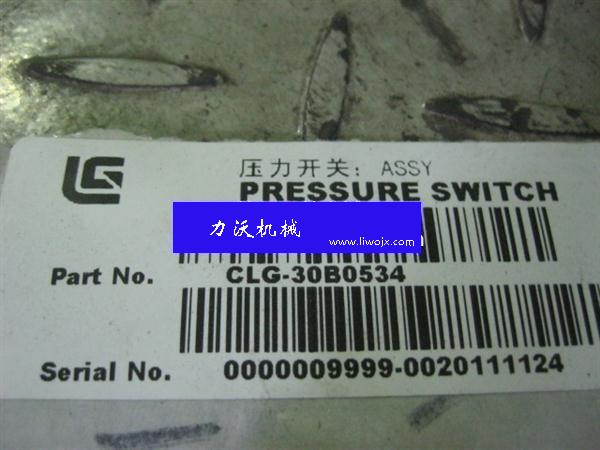 压力开关: ASSY
PRESSURE SWITCH
力沃机械
www.liwojx.com
Part No. CLG-30B0534
Serial No. 0000009999-0020111124